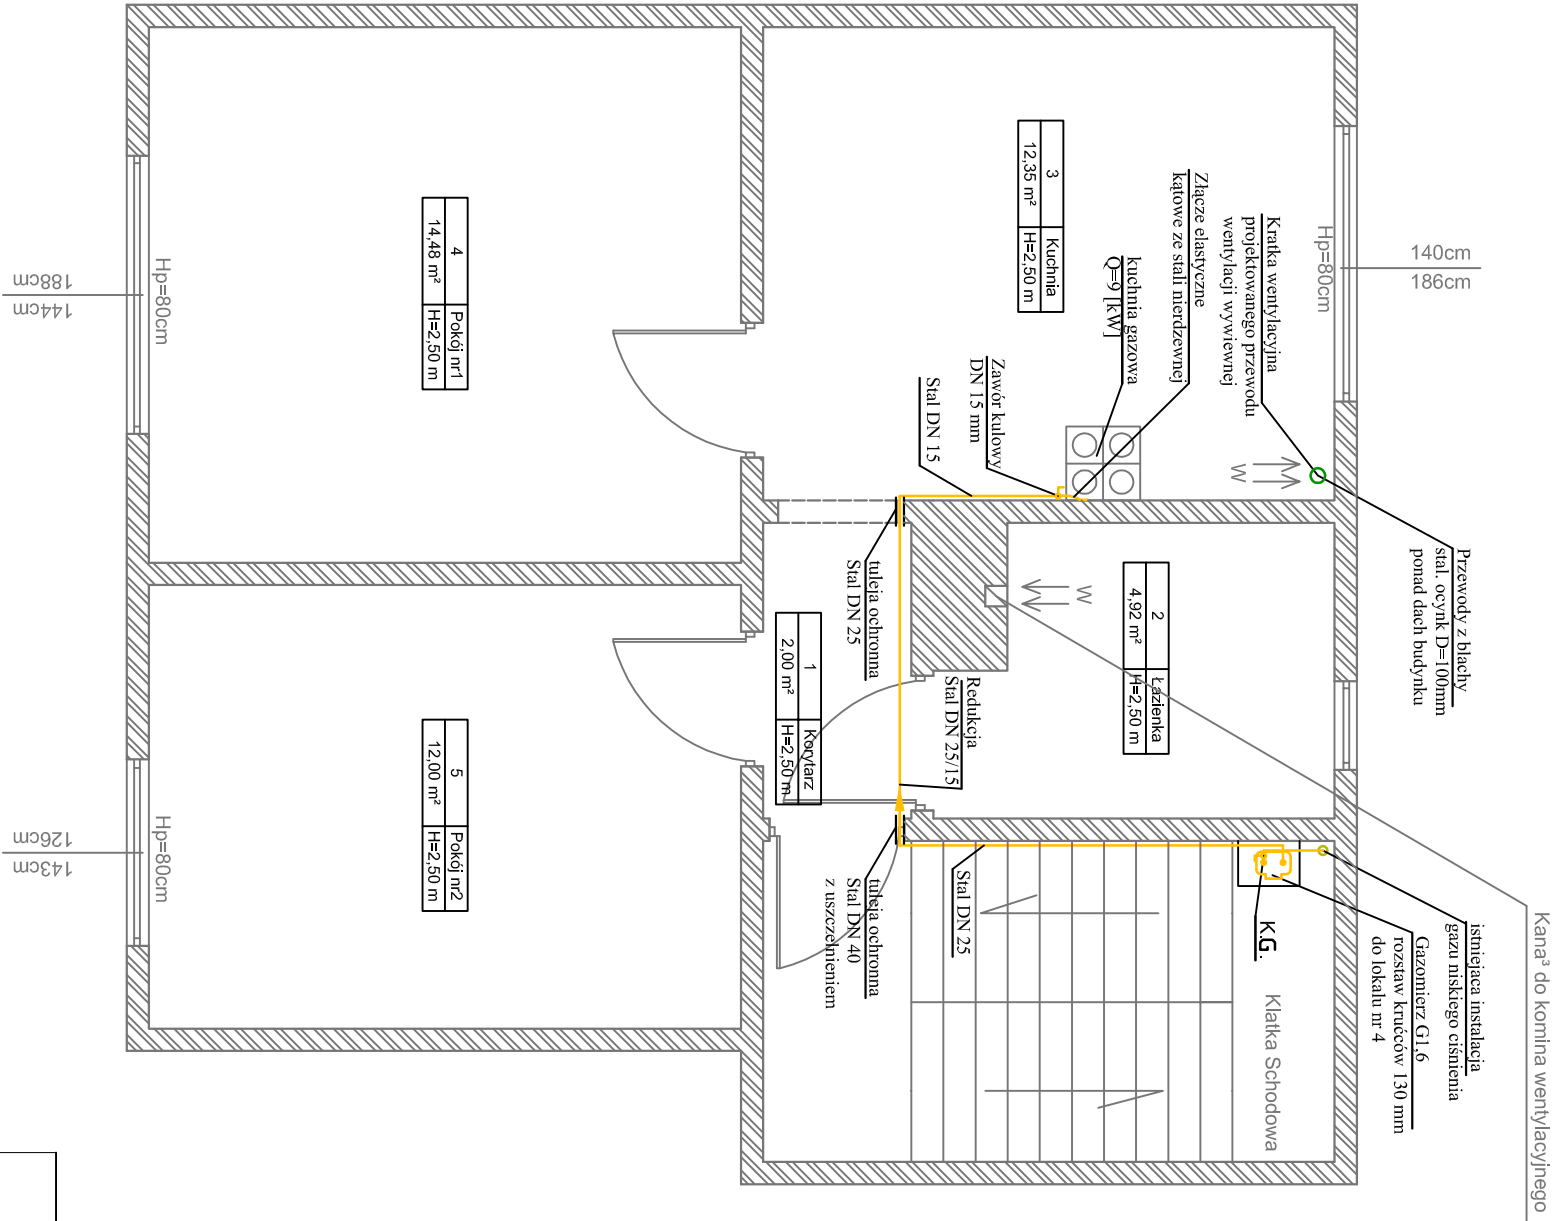 140cm
186cm
Hp=80cm
Kratka wentylacyjna
projektowanego przewodu
wentylacji wywiewnej
Złącze elastyczne
kątowe ze stali nierdzewnej
kuchnia gazowa
Q=9 [kW]
3 Kuchnia
12,35 m² H=2,50 m
Zawór kulowy
DN 15 mm
Stal DN 15
W
Przewody z blachy
stal. ocynk D=100mm
ponad dach budynku
W
2 Łazienka
4,92 m² H=2,50 m
tuleja ochronna
Stal DN 25
Redukcja
Stal DN 25/15
1 Korytarz
2,00 m² H=2,50 m
4 Pokój nr1
14,48 m² H=2,50 m
Hp=80cm
188cm
144cm
5 Pokój nr2
12,00 m² H=2,50 m
Hp=80cm
126cm
143cm
tuleja ochronna
Stal DN 40
z uszczelnieniem
Stal DN 25
K.G.
Klatka Schodowa
istniejaca instalacja
gazu niskiego ciśnienia
Gazomierz G1,6
rozstaw króćców 130 mm
do lokalu nr 4
Kana³ do komina wentylacyjnego